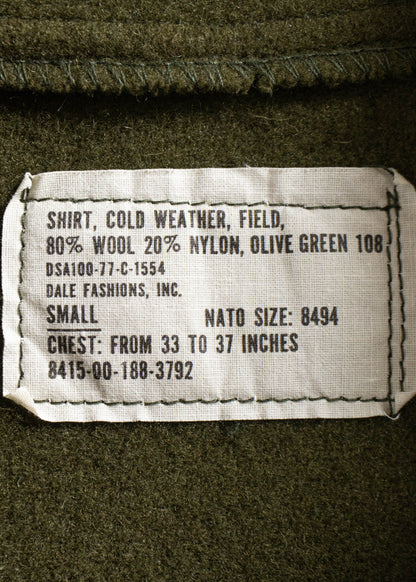 SHIRT, COLD WEATHER, FIELD,
80% WOOL 20% NYLON, OLIVE GREEN 108
DSA100-77-C-1554
DALE FASHIONS, INC.
SMALL NATO SIZE: 8494
CHEST: FROM 33 TO 37 INCHES
8415-00-188-3792